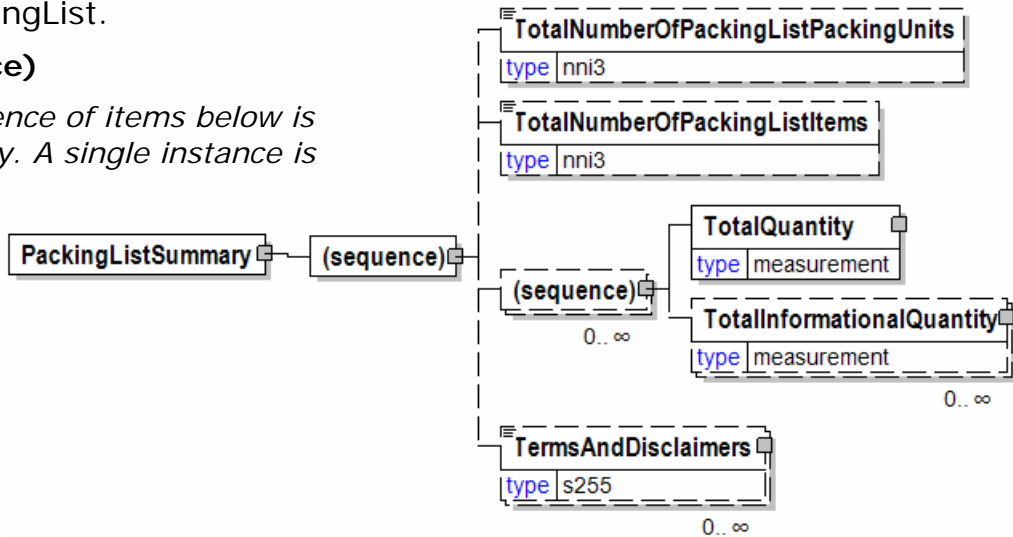 ngList.
ce)
ence of items below is
y. A single instance is
TotalNumberOfPackingListPackingUnits
type nni3
TotalNumberOfPackingListItems
type nni3
PackingListSummary
(sequence)
(sequence)
0.. ∞
TotalQuantity
type measurement
TotalInformationalQuantity
type measurement
0.. ∞
TermsAndDisclaimers
type s255
0.. ∞